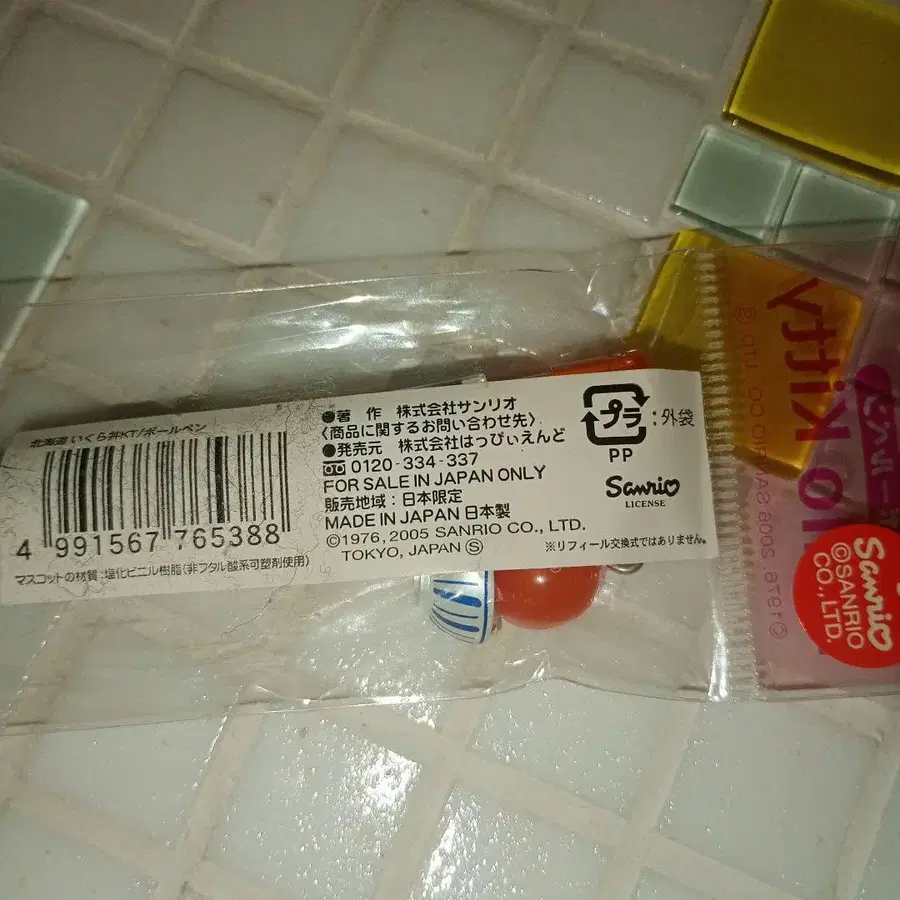 北海道 いくら丼KT/ボールペン
4 991567 765388
マスコットの材質:塩化ビニル樹脂(非フタル酸系可塑剤使用)
●著 作 株式会社サンリオ
〈商品に関するお問い合わせ先〉
●発売元 株式会社はっぴぃえんど
0120-334-337
FOR SALE IN JAPAN ONLY
販売地域:日本限定
MADE IN JAPAN 日本製
©1976, 2005 SANRIO CO., LTD.
TOKYO, JAPAN Ⓢ
※リフィール交換式ではありません。
プラ :外袋
PP
Sanrio
LICENSE
Kitty
Sanrio
©SANRIO
CO.,LTD.